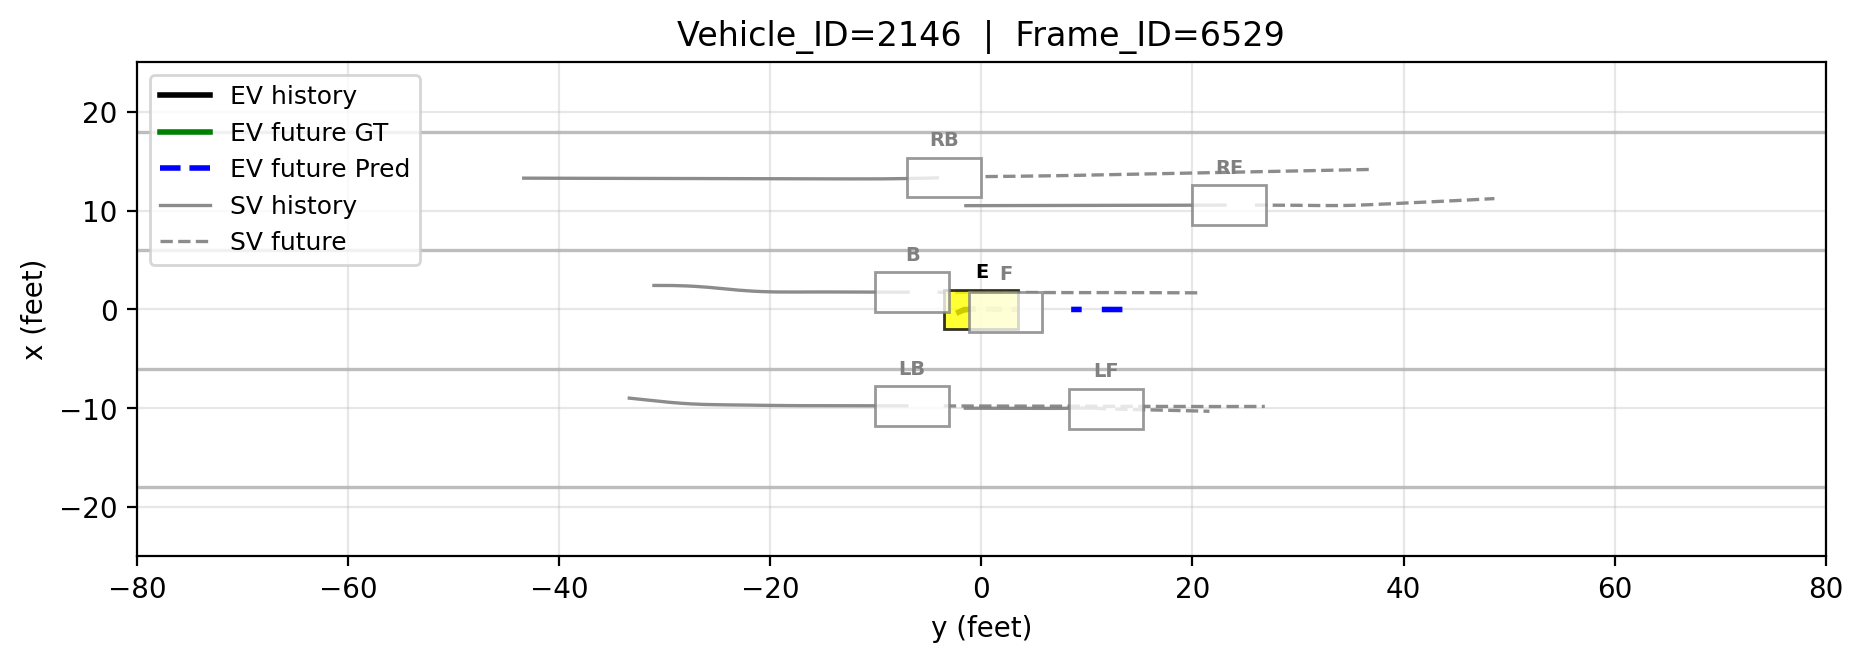 Vehicle_ID=2146 | Frame_ID=6529
EV history
EV future GT
EV future Pred
SV history
SV future
RB
RF
B
E
F
LB
LF
x (feet)
20
10
0
−10
−20
−80
−60
−40
−20
0
20
40
60
80
y (feet)